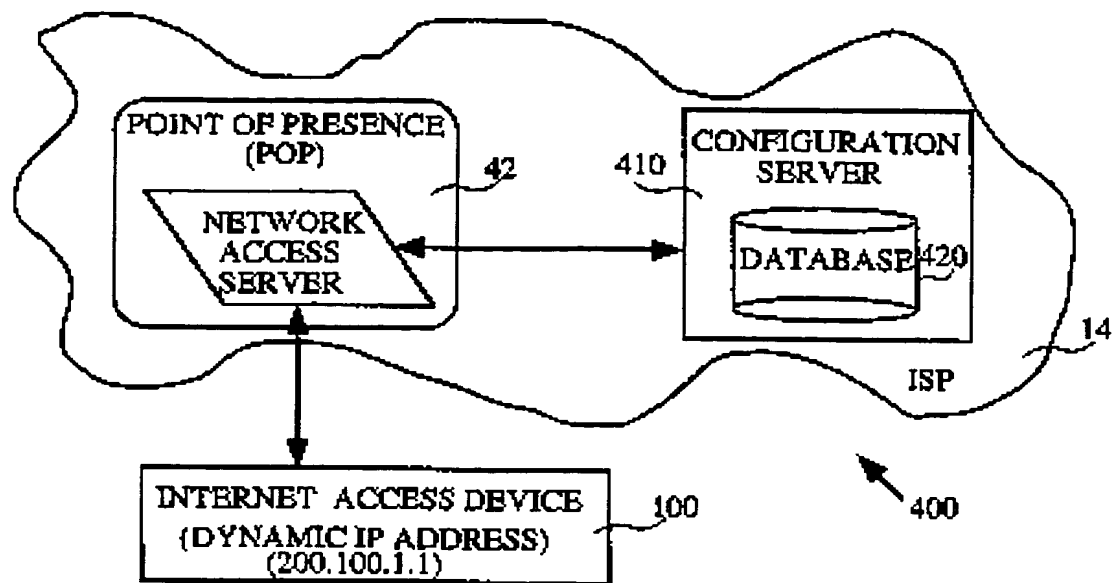 POINT OF PRESENCE
(POP)
42
NETWORK
ACCESS
SERVER
CONFIGURATION
SERVER
410
DATABASE
420
14
ISP
INTERNET ACCESS DEVICE
(DYNAMIC IP ADDRESS)
(200.100.1.1)
100
400